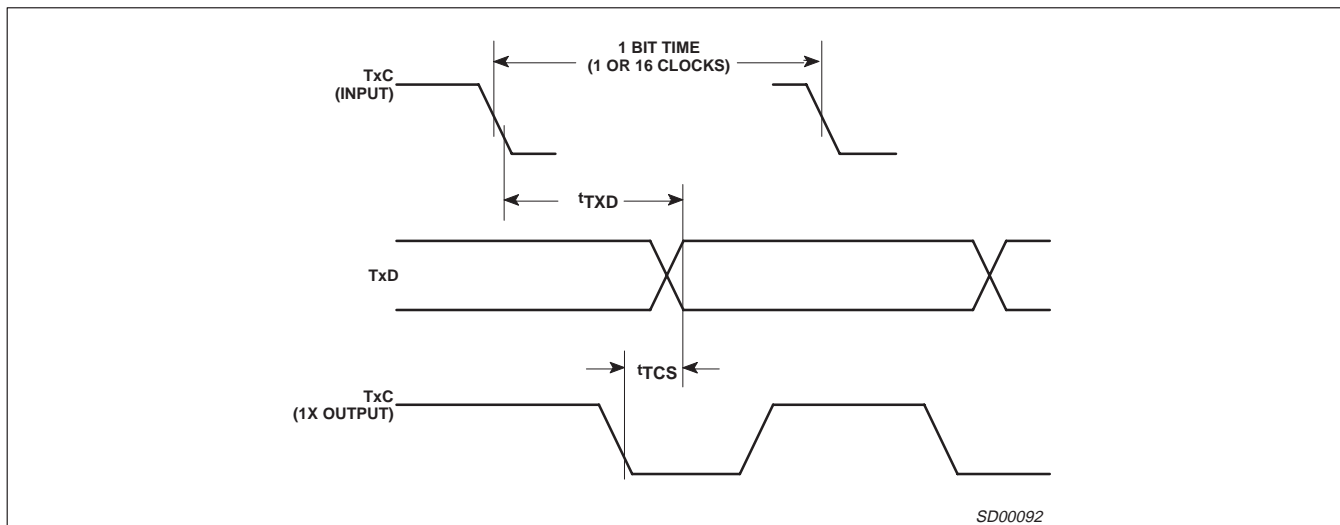 1 BIT TIME
(1 OR 16 CLOCKS)
TxC
(INPUT)
tTXD
TxD
tTCS
TxC
(1X OUTPUT)
SD00092